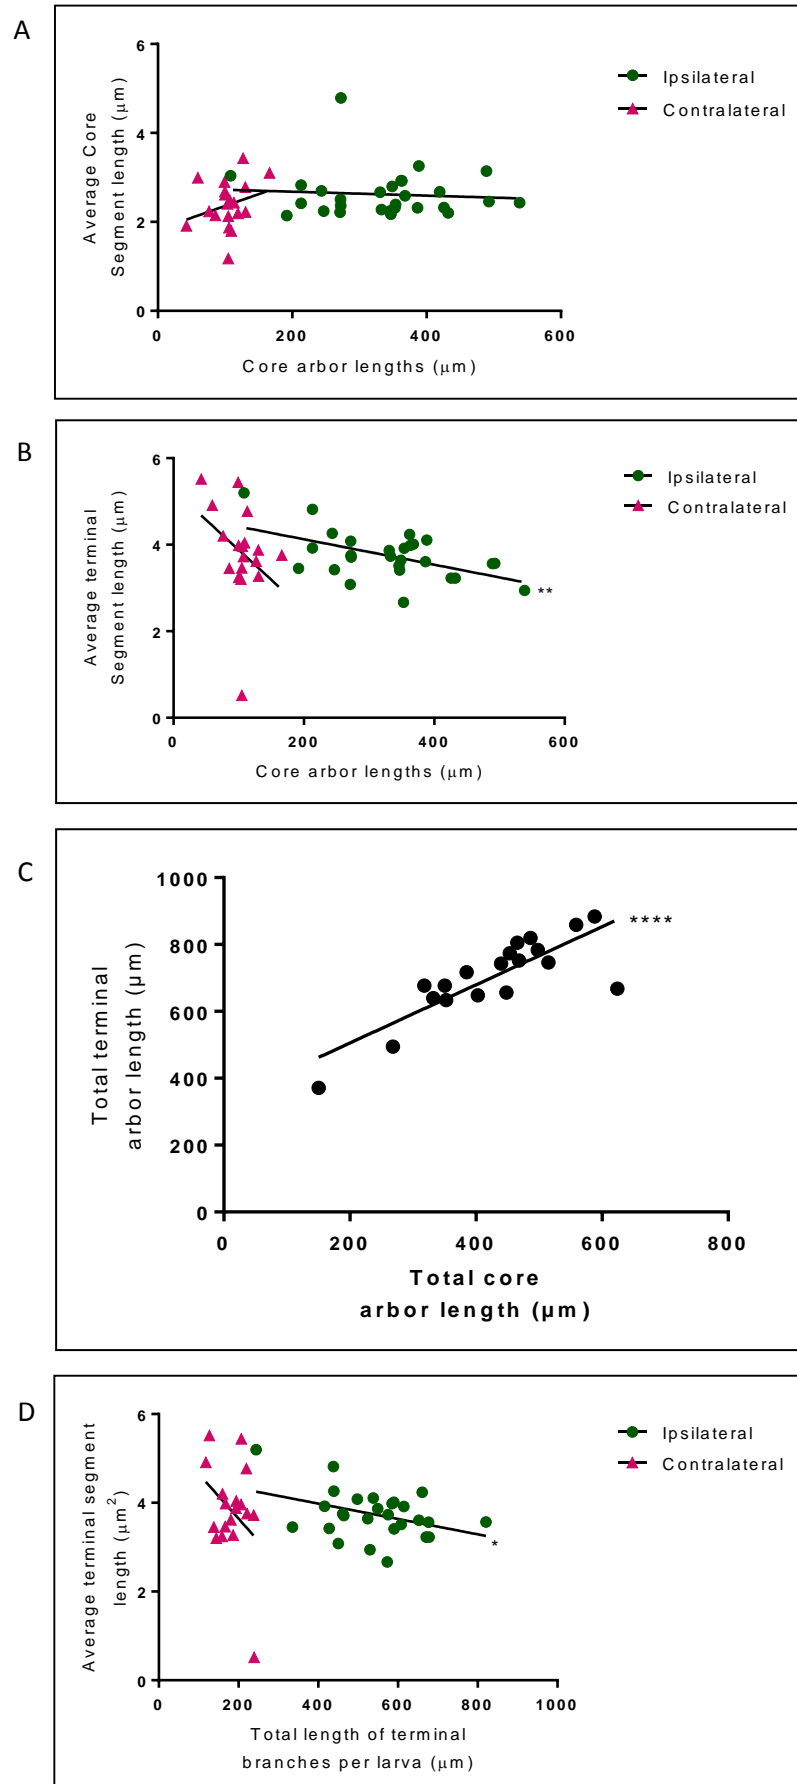 A
Average Core
Segment length (μm)
6
4
2
0
0 200 400 600
Core arbor lengths (μm)
Ipsilateral
Contralateral
B
Average terminal
Segment length (μm)
6
4
2
0
0 200 400 600
Core arbor lengths (μm)
Ipsilateral
Contralateral
**
C
Total terminal
arbor length (μm)
1000
800
600
400
200
0
0 200 400 600 800
Total core
arbor length (μm)
****
D
Average terminal segment
length (μm²)
6
4
2
0
0 200 400 600 800 1000
Total length of terminal
branches per larva (μm)
Ipsilateral
Contralateral
*